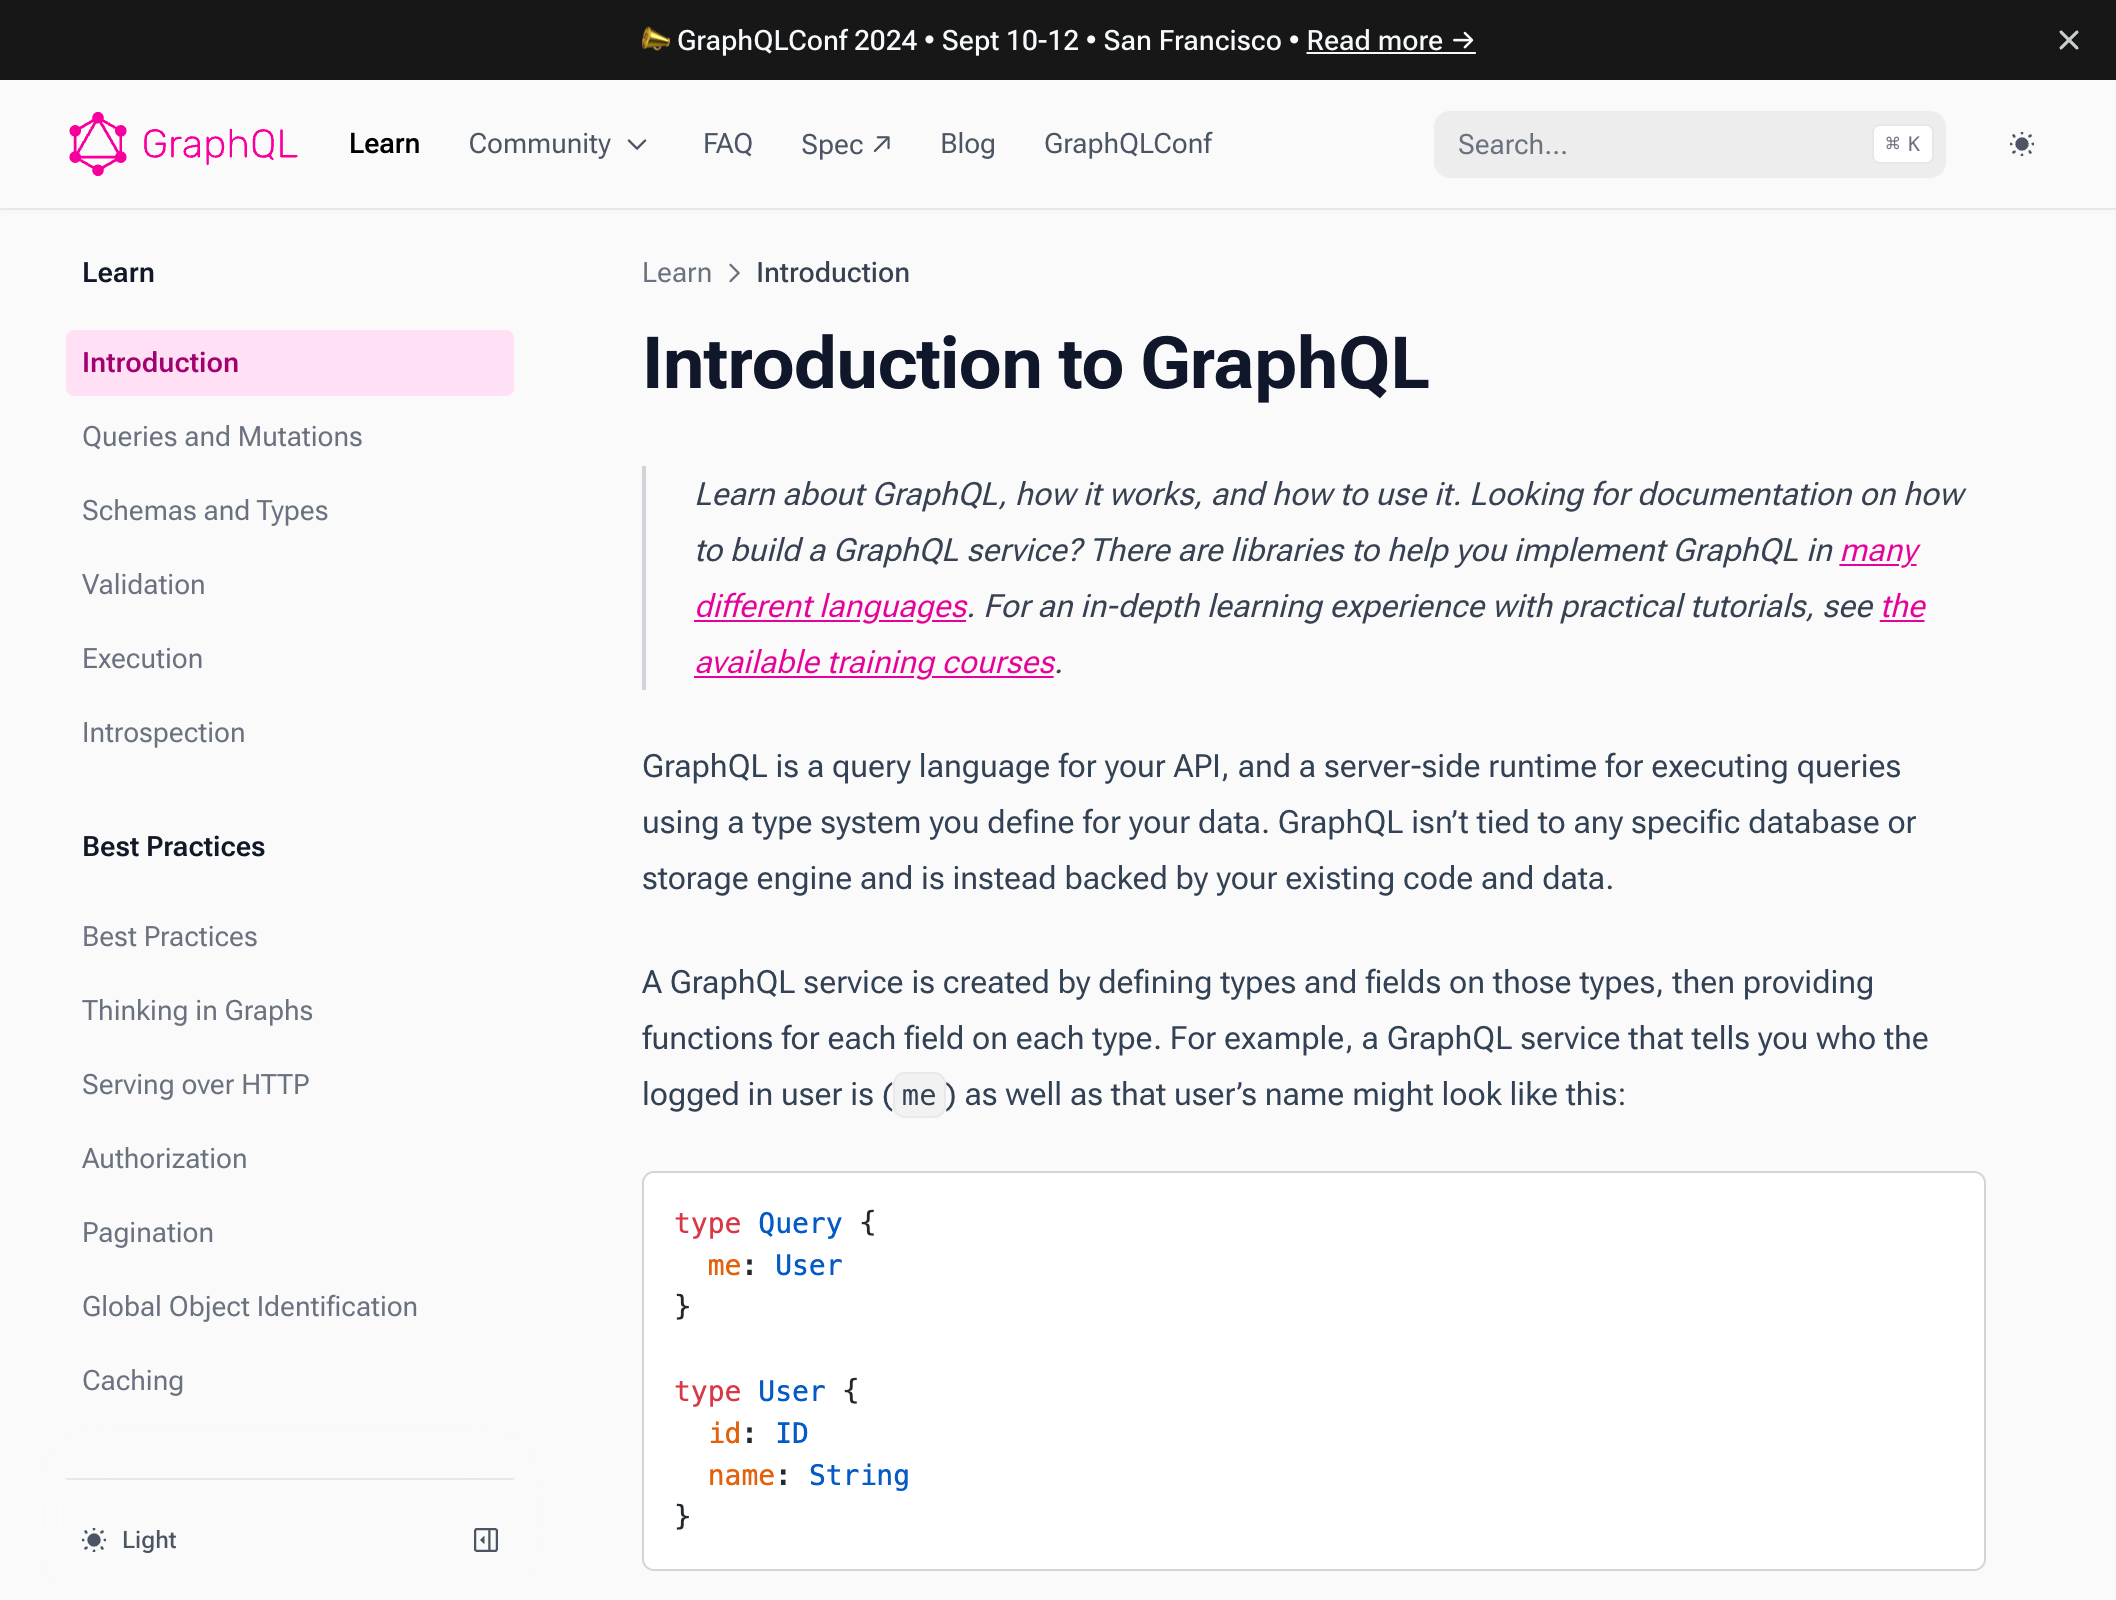 GraphQLConf 2024 • Sept 10-12 • San Francisco • Read more →
GraphQL
Learn
Community
FAQ
Spec
Blog
GraphQLConf
Search…
⌘ K
Learn
Introduction
Queries and Mutations
Schemas and Types
Validation
Execution
Introspection
Best Practices
Best Practices
Thinking in Graphs
Serving over HTTP
Authorization
Pagination
Global Object Identification
Caching
Light
Learn > Introduction
Introduction to GraphQL
Learn about GraphQL, how it works, and how to use it. Looking for documentation on how
to build a GraphQL service? There are libraries to help you implement GraphQL in many
different languages. For an in-depth learning experience with practical tutorials, see the
available training courses.
GraphQL is a query language for your API, and a server-side runtime for executing queries
using a type system you define for your data. GraphQL isn’t tied to any specific database or
storage engine and is instead backed by your existing code and data.
A GraphQL service is created by defining types and fields on those types, then providing
functions for each field on each type. For example, a GraphQL service that tells you who the
logged in user is (me) as well as that user’s name might look like this:
type Query {
  me: User
}
type User {
  id: ID
  name: String
}